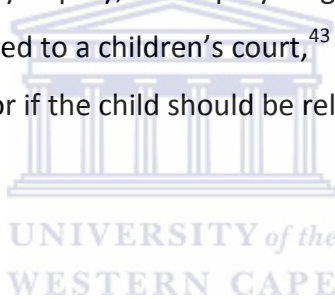 ed to a children’s court,⁴³
or if the child should be rel
UNIVERSITY of the
WESTERN CAPE